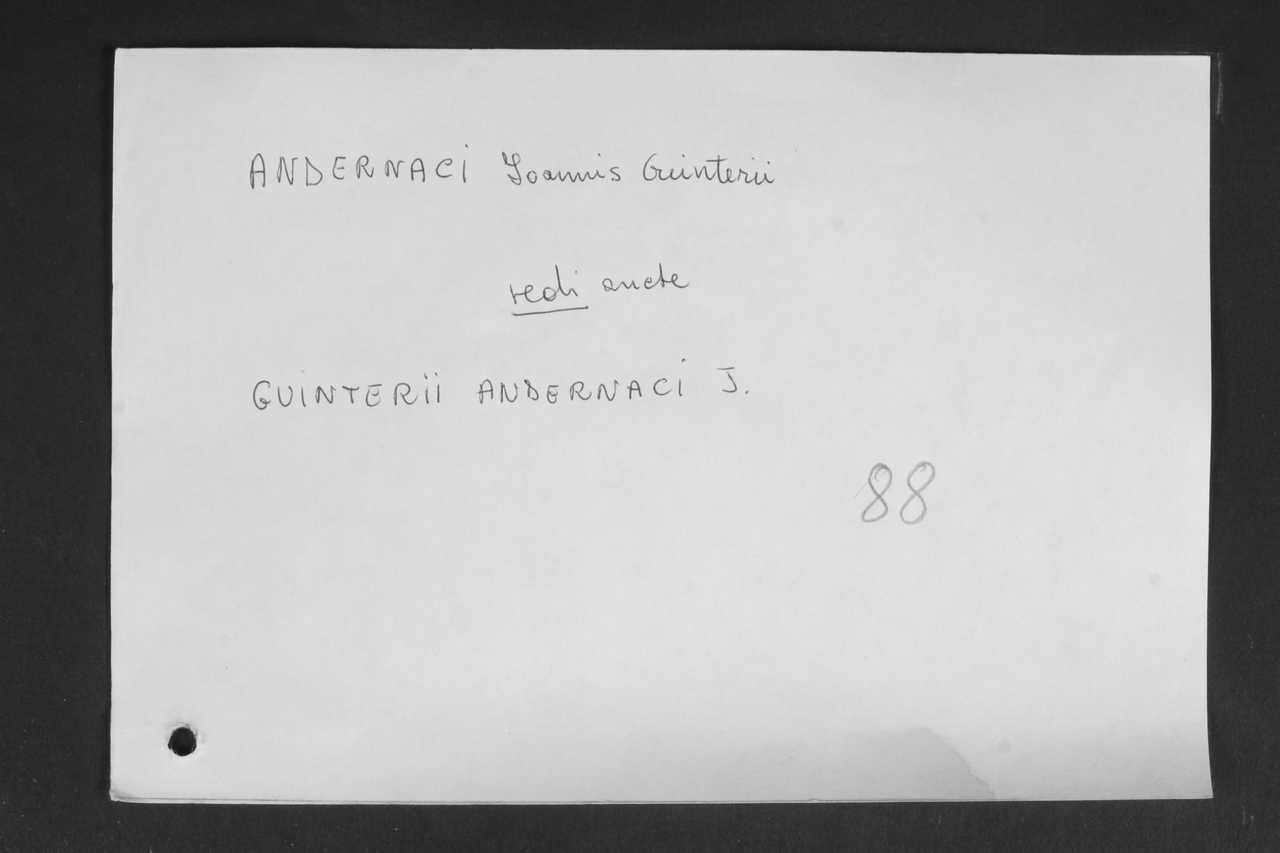 ANDERNACI Ioannis Guinterii
vedi anche
GUINTERII ANDERNACI J.
88